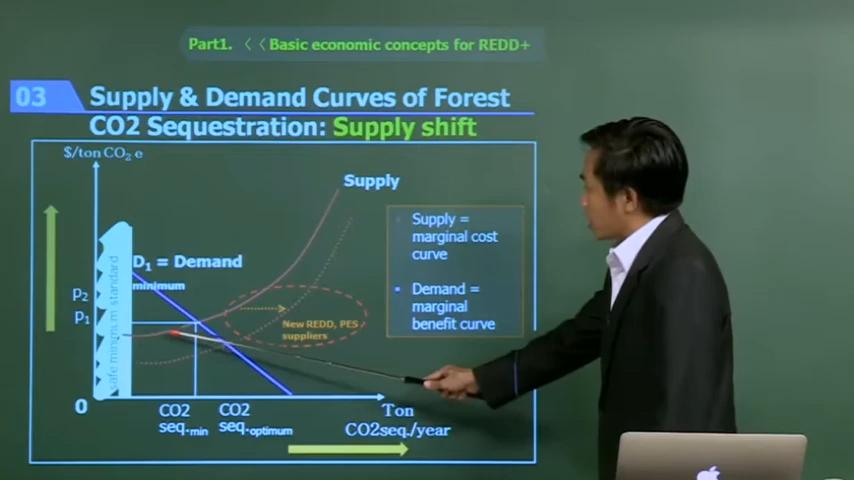 Part1. 〈〈 Basic economic concepts for REDD+
03
Supply & Demand Curves of Forest
CO2 Sequestration: Supply shift
$/ton CO₂ e
Supply
Supply =
marginal cost
curve
D₁ = Demand
minimum
Demand =
marginal
benefit curve
p₂
p₁
safe minimum standard
New REDD, PES
suppliers
0
CO2
seq.min
CO2
seq.optimum
Ton
CO2seq./year